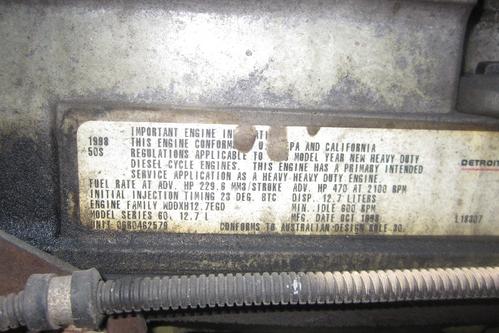 IMPORTANT ENGINE
1998 THIS ENGINE CONFORM EPA AND CALIFORNIA
50S REGULATIONS APPLICABLE TO MODEL YEAR NEW HEAVY DUTY
DIESEL-CYCLE ENGINES. THIS ENGINE HAS A PRIMARY INTENDED
SERVICE APPLICATION AS A HEAVY-HEAVY DUTY ENGINE
DETROIT
FUEL RATE AT ADV. HP 229.6 MM3/STROKE ADV. HP 470 AT 2100 RPM
INITIAL INJECTION TIMING 23 DEG. BTC DISP. 12.7 LITERS
ENGINE FAMILY WDDXH12.7EGD MIN. IDLE 600 RPM
MODEL SERIES 60, 12.7 L MFG. DATE OCT 1998 L18307
UNIT 06R0462579 CONFORMS TO AUSTRALIAN DESIGN RULE 30.